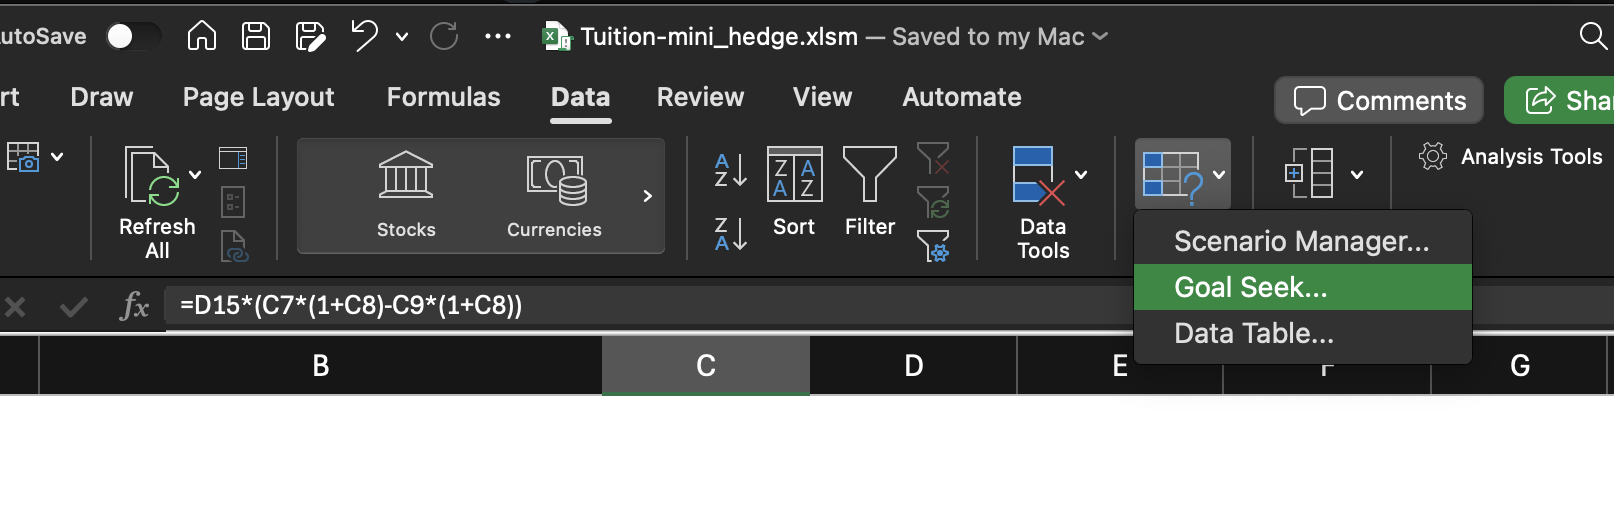 utoSave
Tuition-mini_hedge.xlsm — Saved to my Mac
rt Draw Page Layout Formulas Data Review View Automate Comments Sha
Refresh All
Stocks
Currencies
Sort
Filter
Data Tools
Analysis Tools
Scenario Manager...
Goal Seek...
Data Table...
fx =D15*(C7*(1+C8)-C9*(1+C8))
B C D E F G